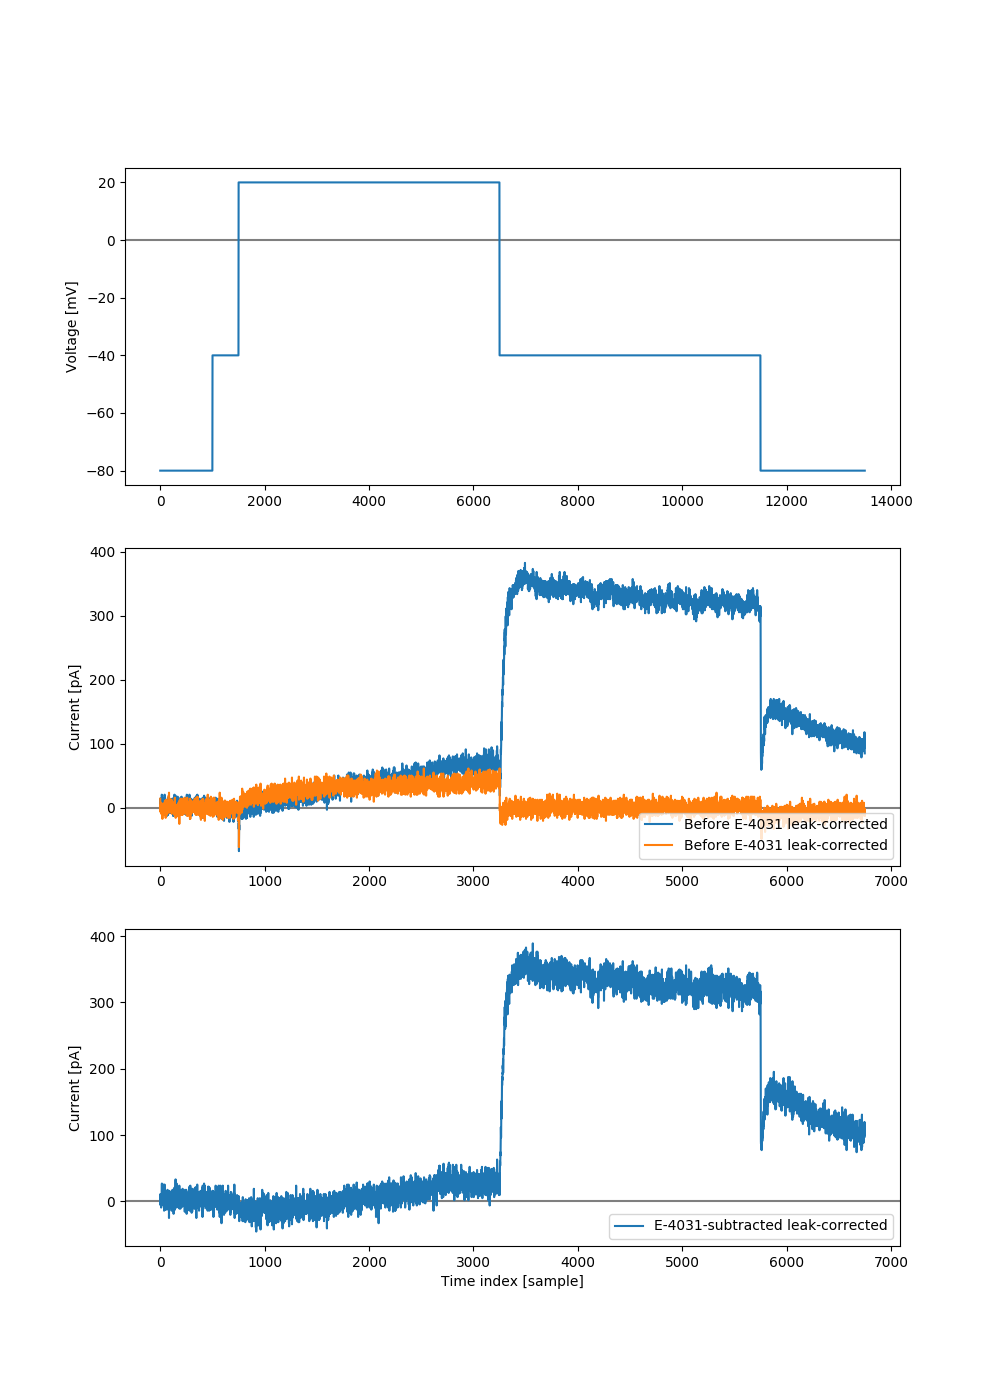 20
0
−20
−40
−60
−80
Voltage [mV]
0 2000 4000 6000 8000 10000 12000 14000
400
300
200
100
0
Current [pA]
Before E-4031 leak-corrected
Before E-4031 leak-corrected
0 1000 2000 3000 4000 5000 6000 7000
400
300
200
100
0
Current [pA]
E-4031-subtracted leak-corrected
0 1000 2000 3000 4000 5000 6000 7000
Time index [sample]